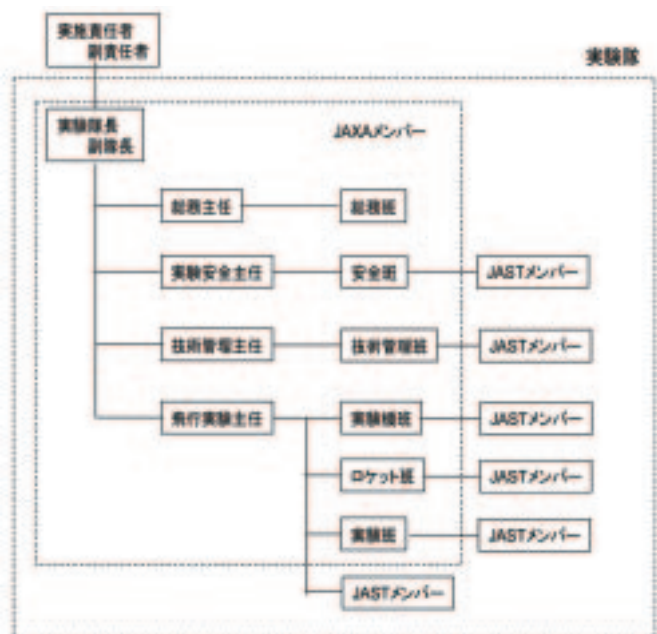 実施責任者
副責任者
実験隊
実験隊長
副隊長
JAXAメンバー
総務主任
総務班
実験安全主任
安全班
JASTメンバー
技術管理主任
技術管理班
JASTメンバー
飛行実験主任
実験機班
JASTメンバー
ロケット班
JASTメンバー
実験班
JASTメンバー
JASTメンバー